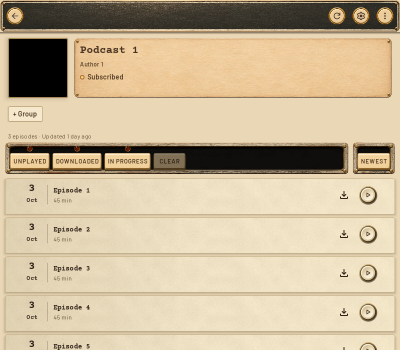 Podcast 1
Author 1
Subscribed
+ Group
3 episodes · Updated 1 day ago
UNPLAYED DOWNLOADED IN PROGRESS CLEAR NEWEST
3 Oct Episode 1 45 min
3 Oct Episode 2 45 min
3 Oct Episode 3 45 min
3 Oct Episode 4 45 min
3 Episode 5